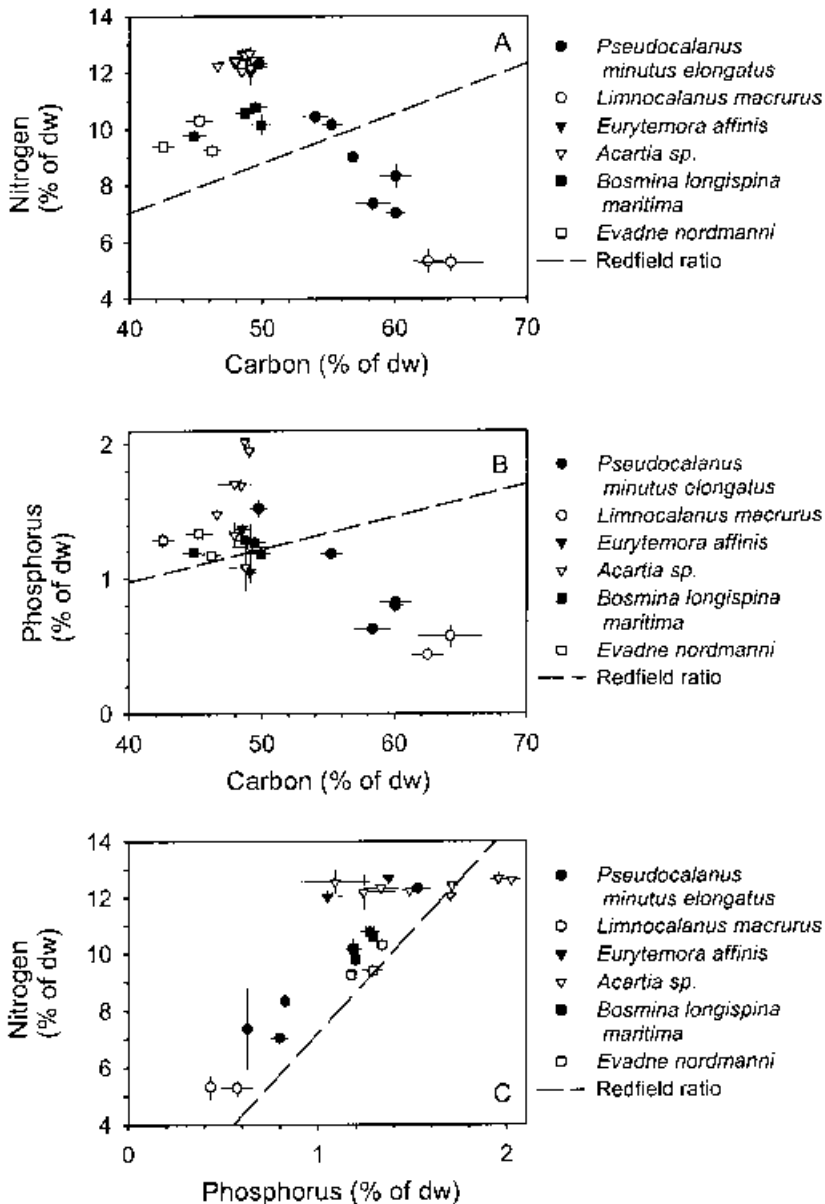 14
12
10
8
6
4
Nitrogen
(% of dw)
A
40
50
60
70
Carbon (% of dw)
Pseudocalanus
minutus elongatus
Limnocalanus macrurus
Eurytemora affinis
Acartia sp.
Bosmina longispina
maritima
Evadne nordmanni
Redfield ratio
2
1
0
Phosphorus
(% of dw)
B
40
50
60
70
Carbon (% of dw)
Pseudocalanus
minutus elongatus
Limnocalanus macrurus
Eurytemora affinis
Acartia sp.
Bosmina longispina
maritima
Evadne nordmanni
Redfield ratio
14
12
10
8
6
4
Nitrogen
(% of dw)
C
0
1
2
Phosphorus (% of dw)
Pseudocalanus
minutus elongatus
Limnocalanus macrurus
Eurytemora affinis
Acartia sp.
Bosmina longispina
maritima
Evadne nordmanni
Redfield ratio